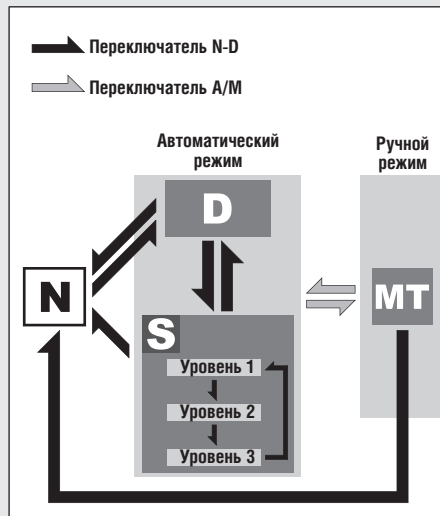 Переключатель N-D
Переключатель A/M
Автоматический
режим
Ручной
режим
D
N
MT
S
Уровень 1
Уровень 2
Уровень 3